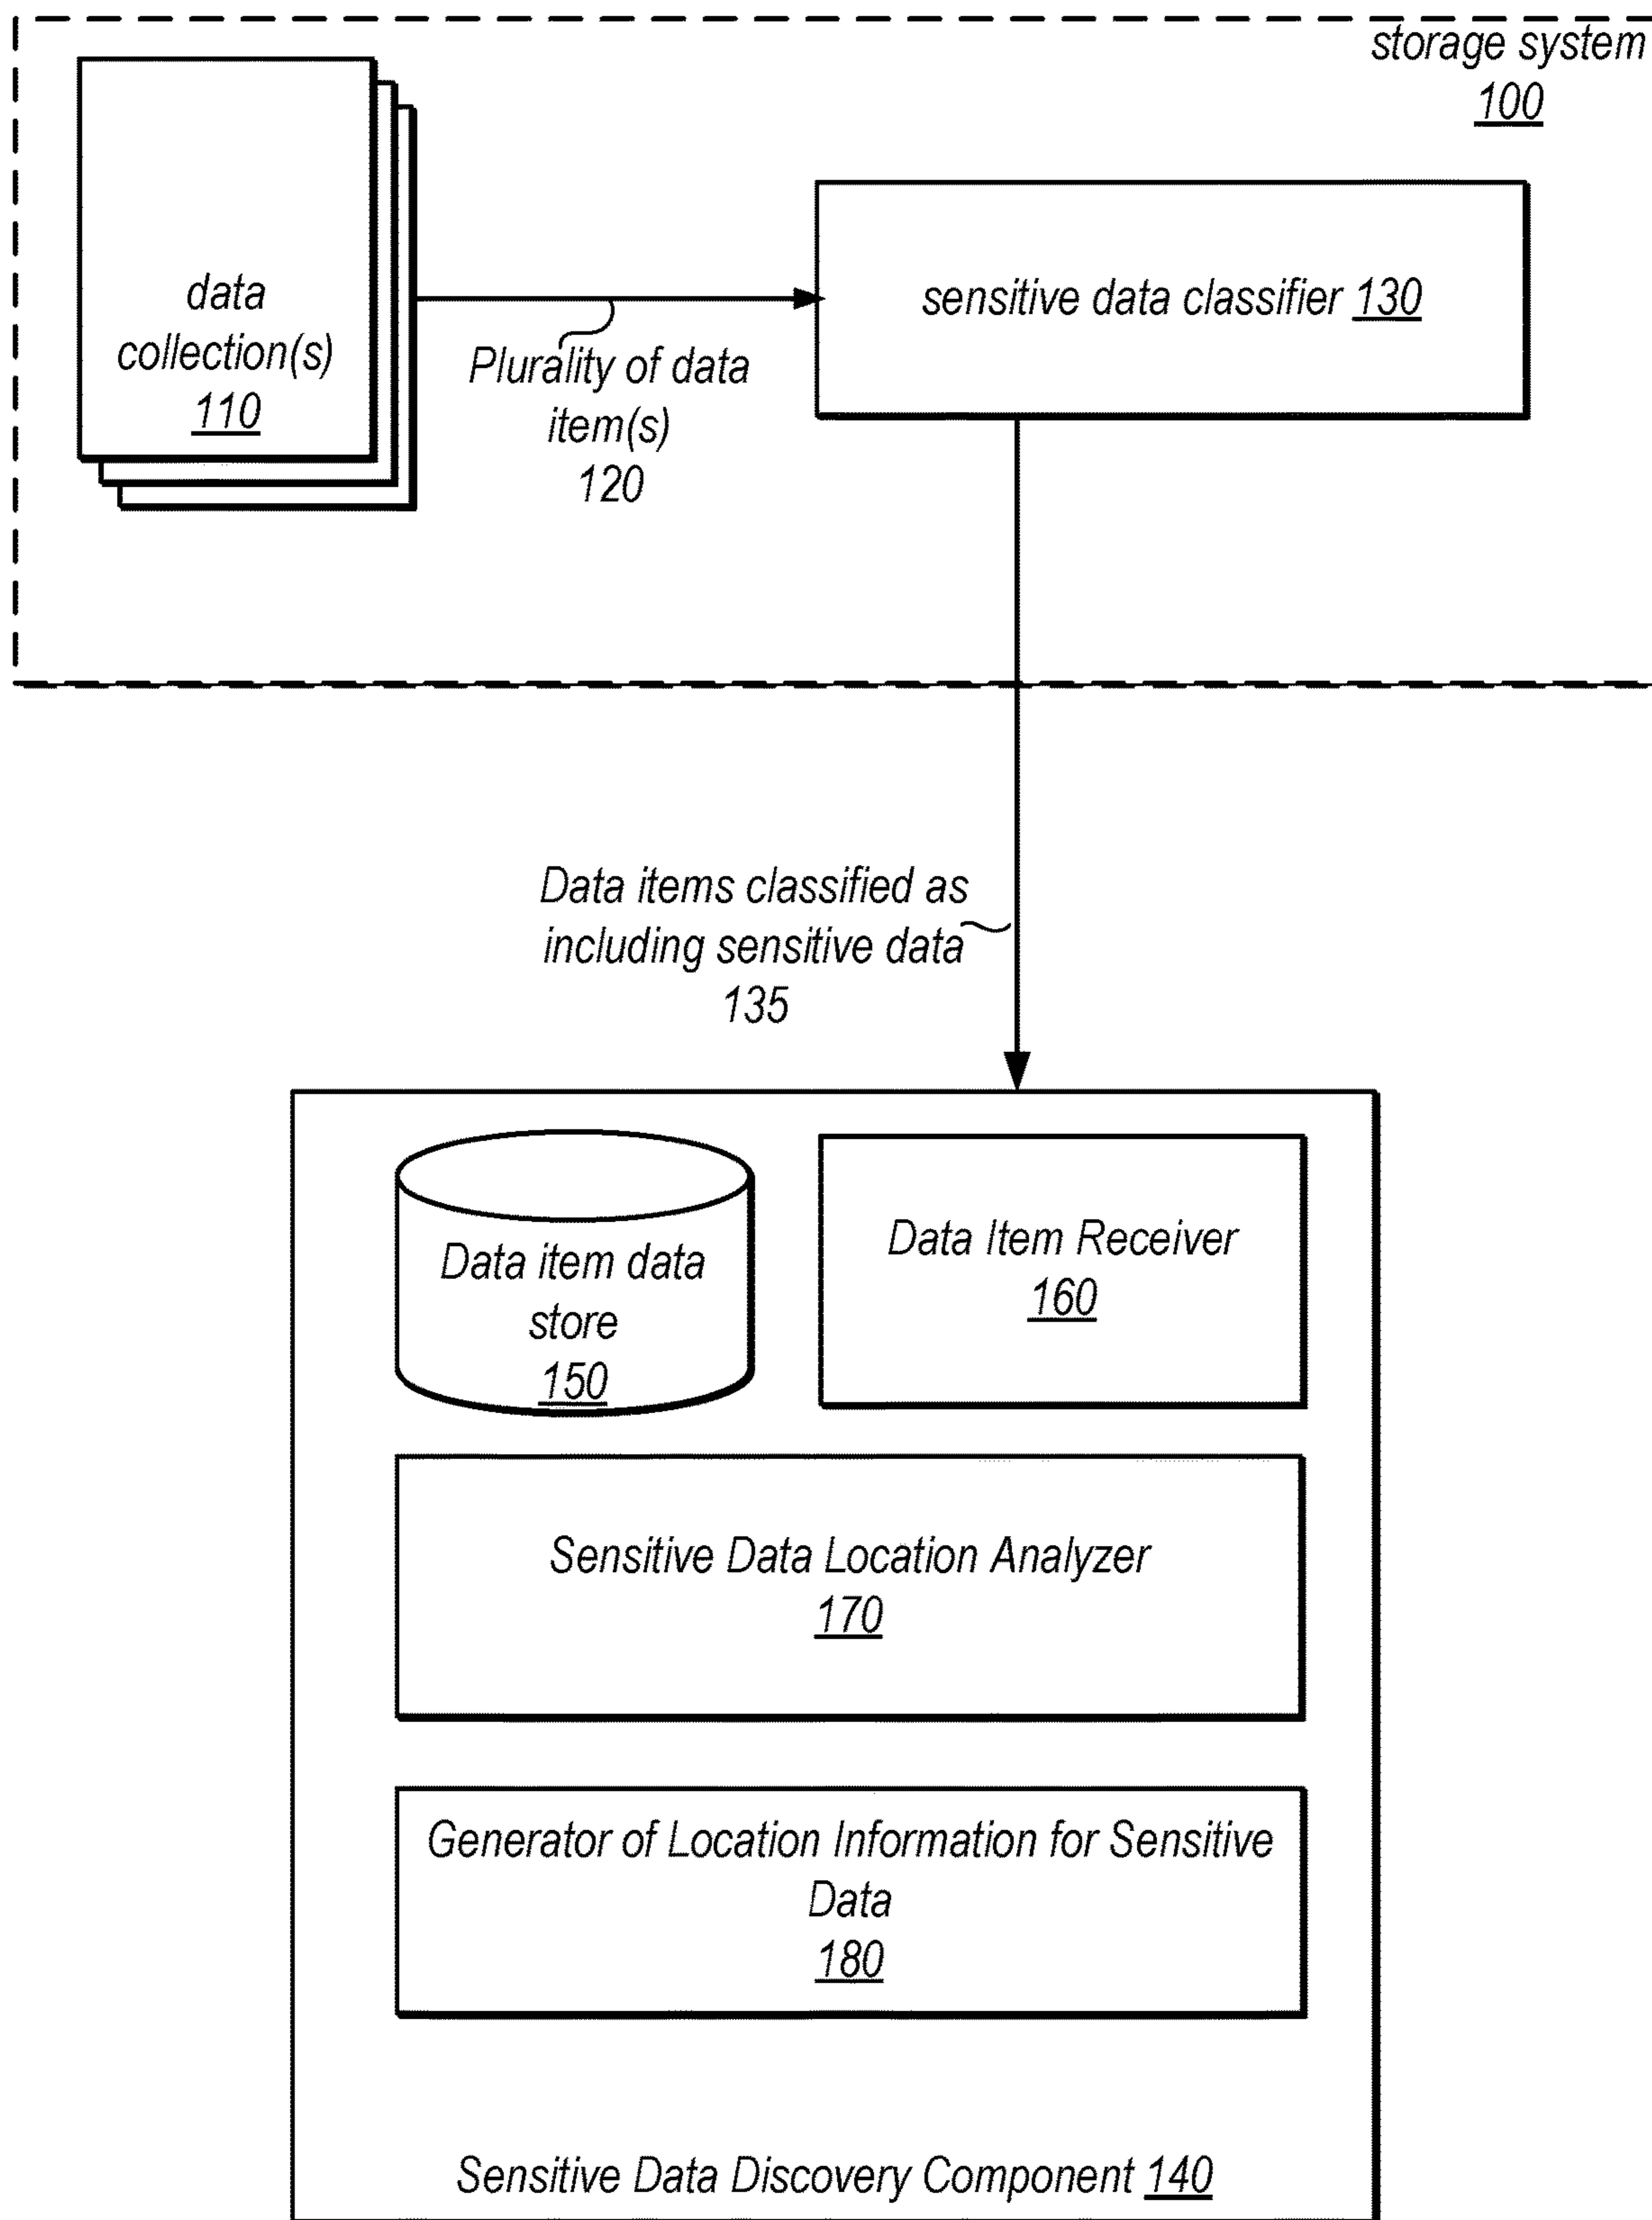 storage system
100
data
collection(s)
110
sensitive data classifier 130
Plurality of data
item(s)
120
Data items classified as
including sensitive data
135
Data item data
store
150
Data Item Receiver
160
Sensitive Data Location Analyzer
170
Generator of Location Information for Sensitive
Data
180
Sensitive Data Discovery Component 140